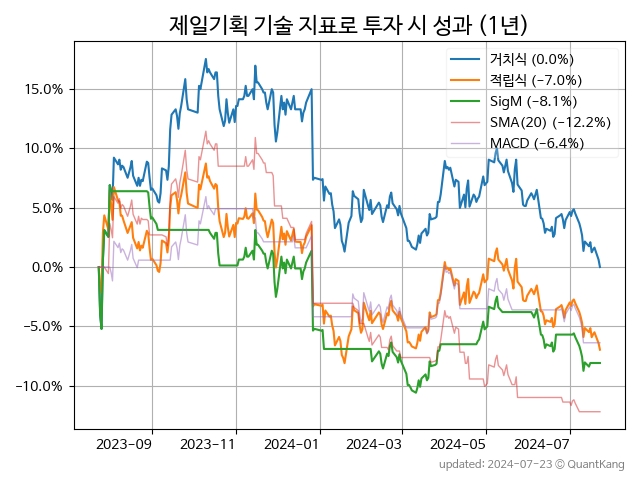 제일기획 기술 지표로 투자 시 성과 (1년)
거치식 (0.0%)
적립식 (−7.0%)
SigM (−8.1%)
SMA(20) (−12.2%)
MACD (−6.4%)
15.0%
10.0%
5.0%
0.0%
−5.0%
−10.0%
2023−09 2023−11 2024−01 2024−03 2024−05 2024−07
updated: 2024−07−23 © QuantKang